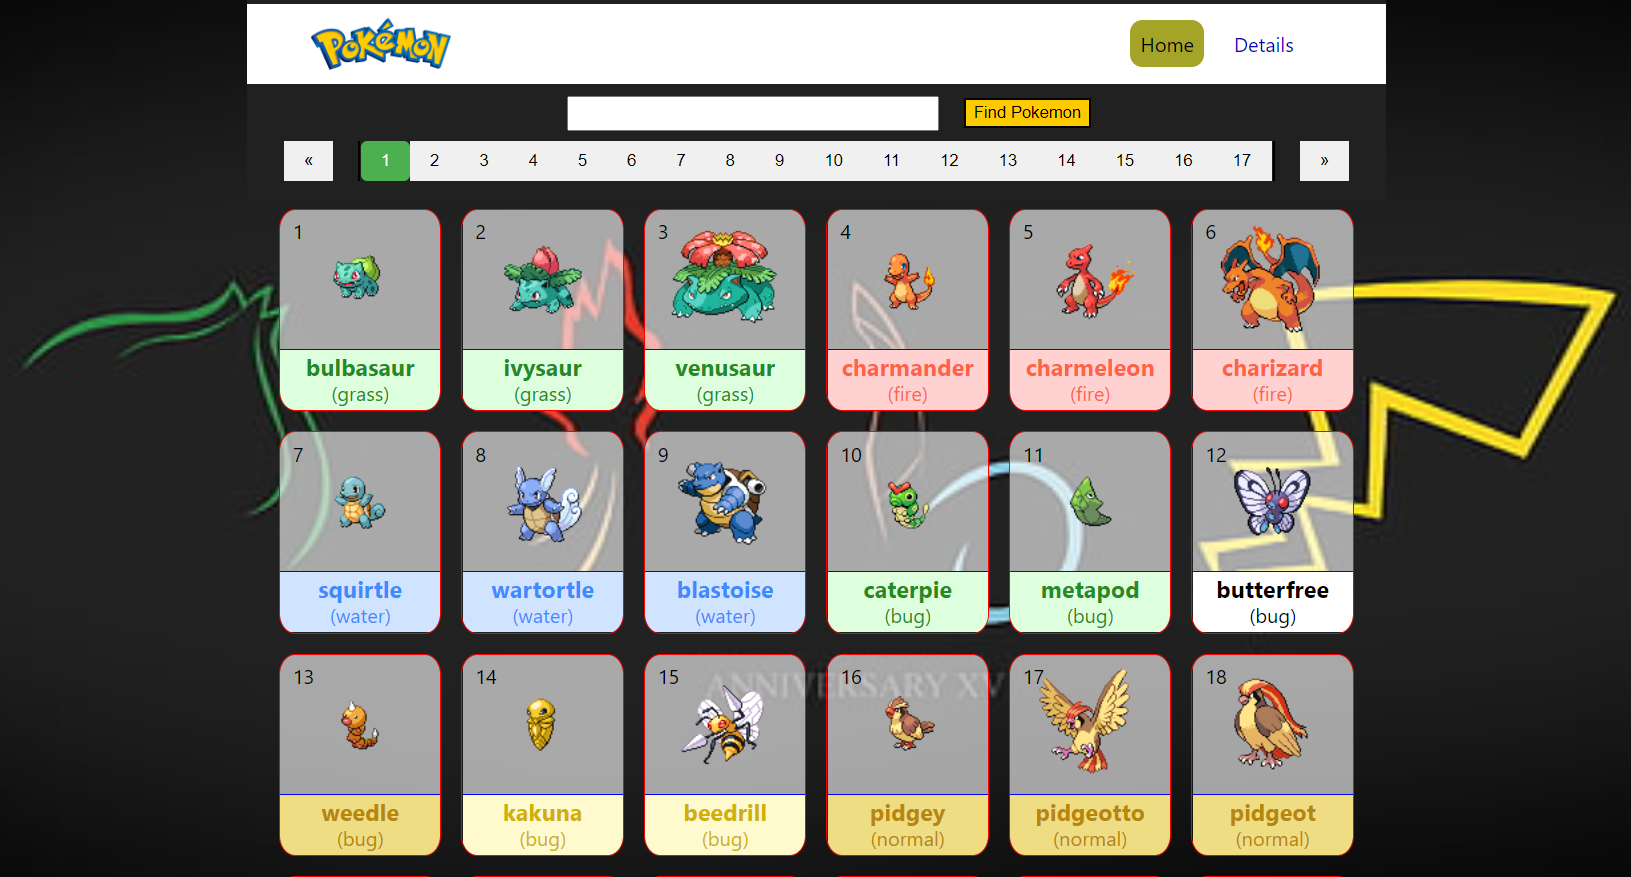 POKéMON
Home Details
Find Pokemon
« 1 2 3 4 5 6 7 8 9 10 11 12 13 14 15 16 17 »
1 2 3 4 5 6
bulbasaur ivysaur venusaur charmander charmeleon charizard
(grass) (grass) (grass) (fire) (fire) (fire)
7 8 9 10 11 12
squirtle wartortle blastoise caterpie metapod butterfree
(water) (water) (water) (bug) (bug) (bug)
13 14 15 16 17 18
ANNIVERSARY XV
weedle kakuna beedrill pidgey pidgeotto pidgeot
(bug) (bug) (bug) (normal) (normal) (normal)